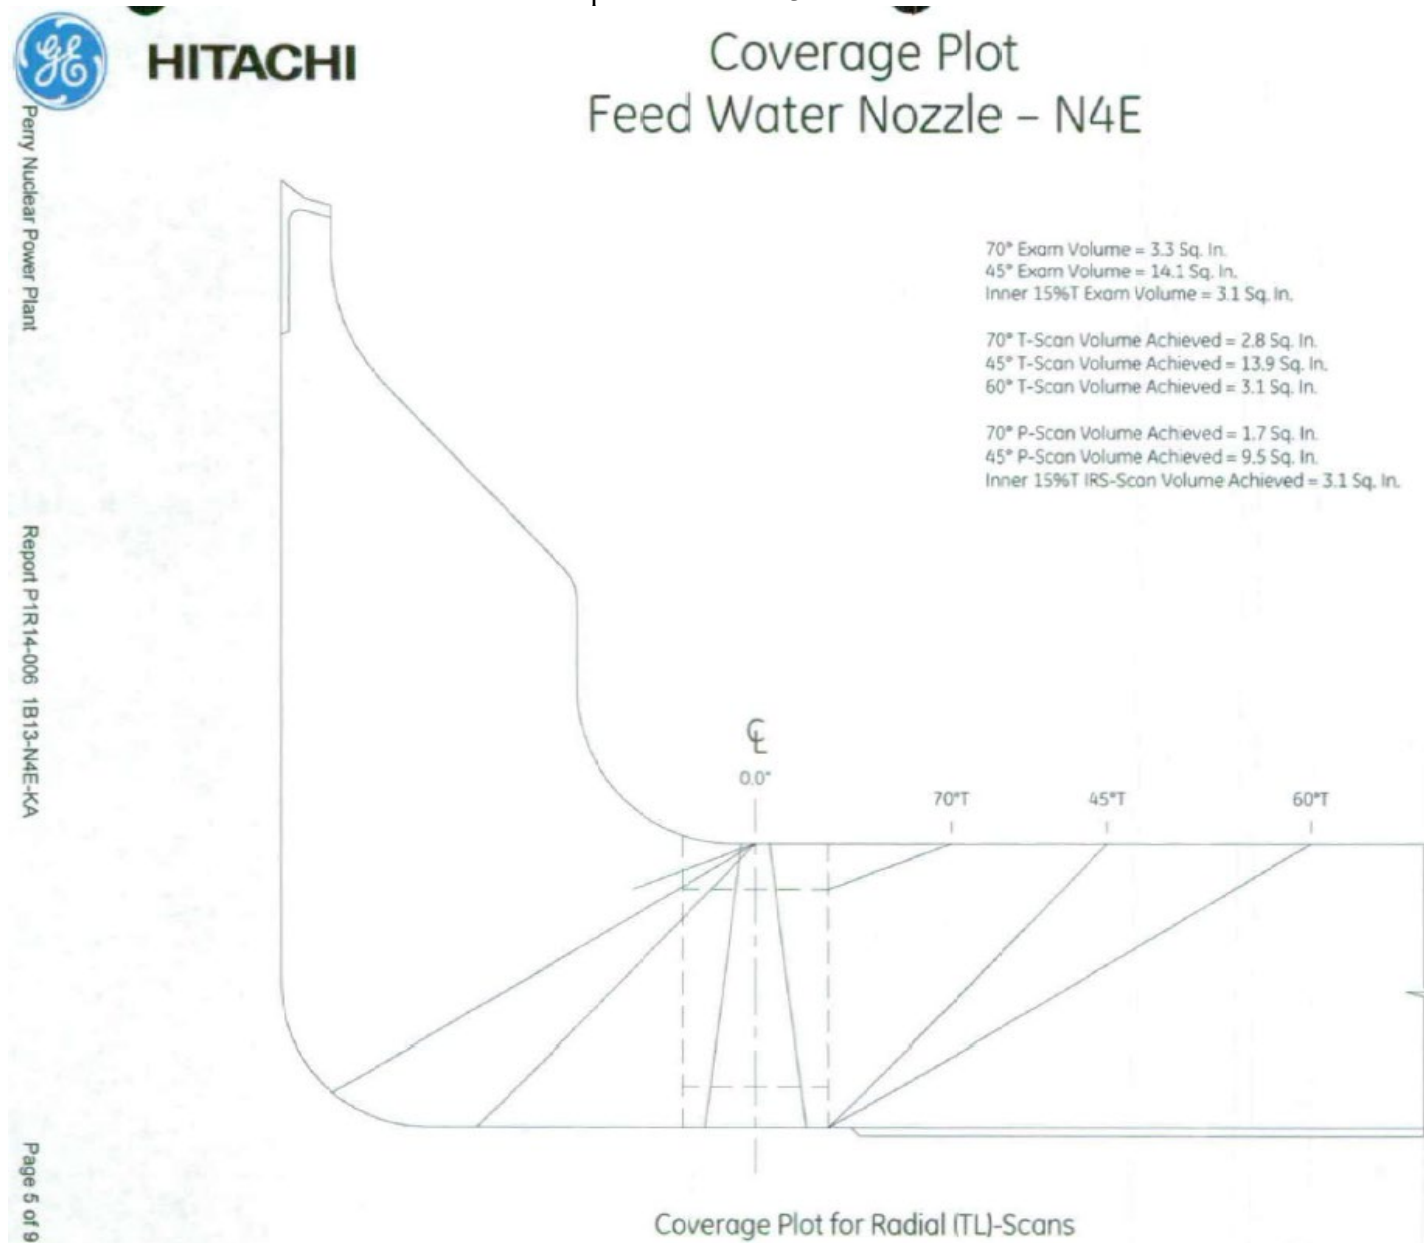 GE
HITACHI
Coverage Plot
Feed Water Nozzle – N4E
Perry Nuclear Power Plant
Report P1R14-006 1B13-N4E-KA
Page 5 of 9
70° Exam Volume = 3.3 Sq. In.
45° Exam Volume = 14.1 Sq. In.
Inner 15%T Exam Volume = 3.1 Sq. In.
70° T-Scan Volume Achieved = 2.8 Sq. In.
45° T-Scan Volume Achieved = 13.9 Sq. In.
60° T-Scan Volume Achieved = 3.1 Sq. In.
70° P-Scan Volume Achieved = 1.7 Sq. In.
45° P-Scan Volume Achieved = 9.5 Sq. In.
Inner 15%T IRS-Scan Volume Achieved = 3.1 Sq. In.
℄
0.0"
70°T
45°T
60°T
Coverage Plot for Radial (TL)-Scans